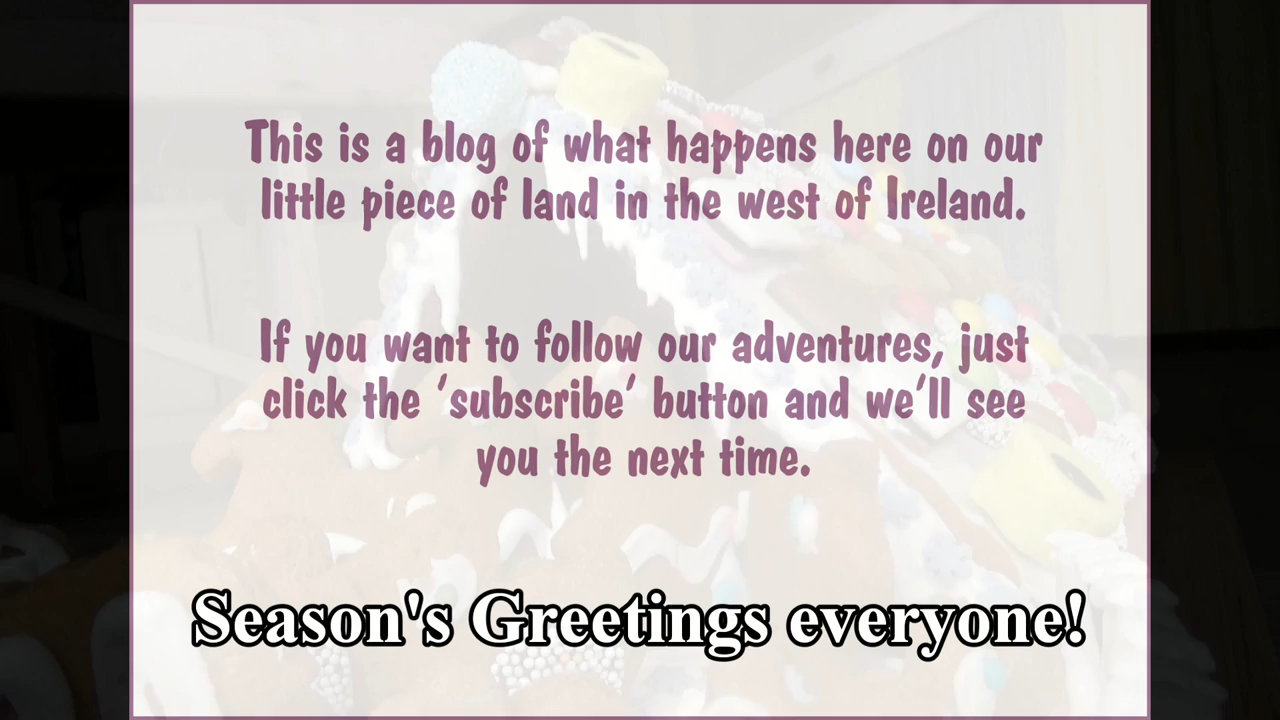 This is a blog of what happens here on our
little piece of land in the west of Ireland.
If you want to follow our adventures, just
click the ‘subscribe’ button and we’ll see
you the next time.
Season's Greetings everyone!